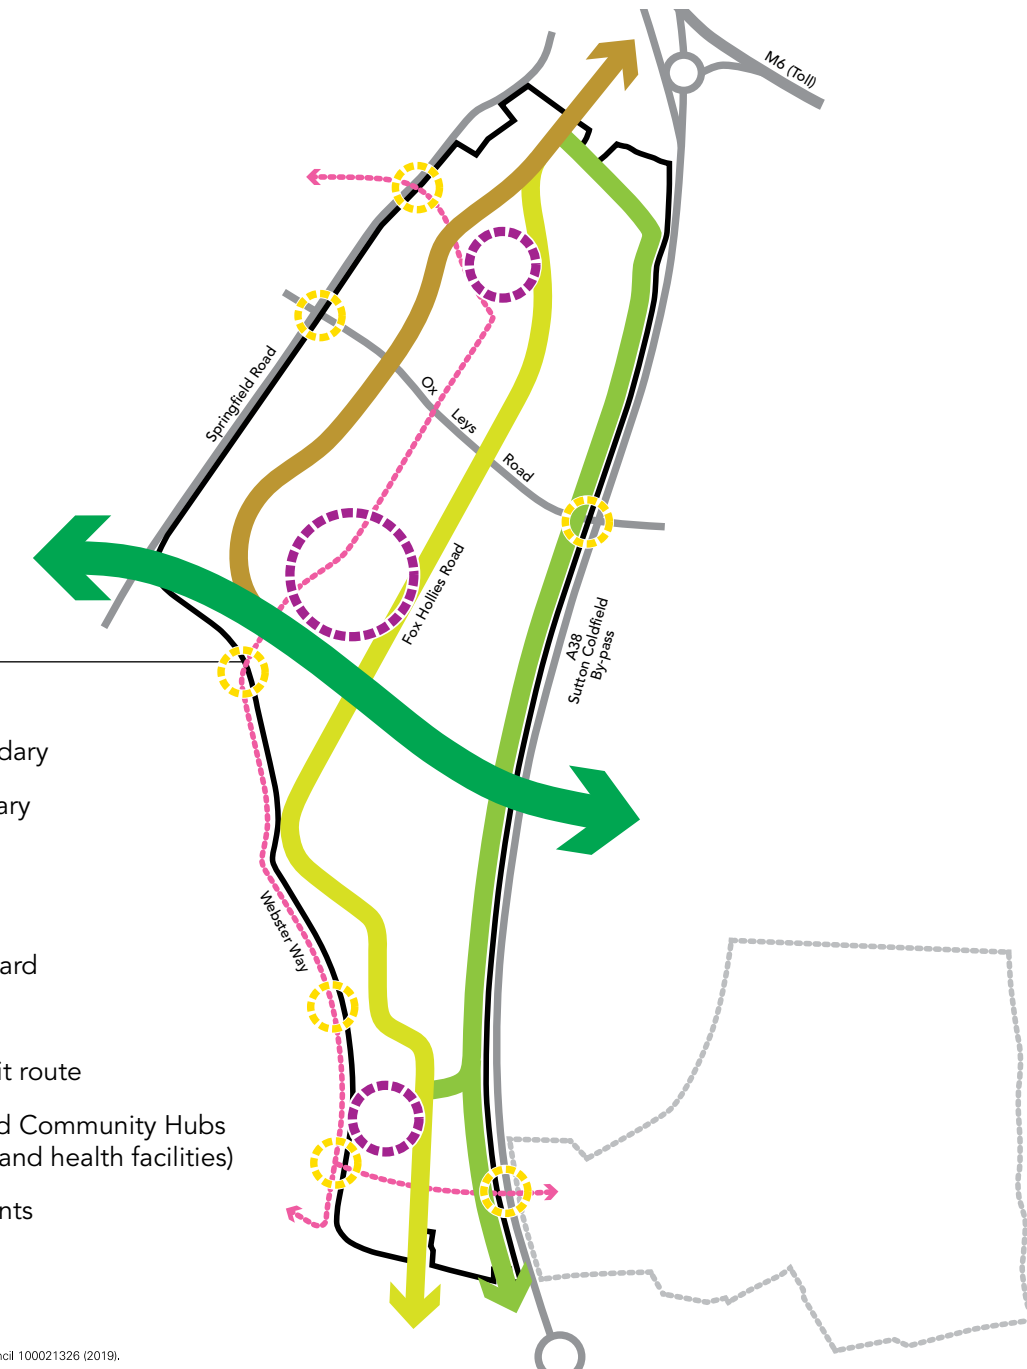 M6 (Toll)
Springfield Road
Ox Leys Road
Fox Hollies Road
A38
Sutton Coldfield
By-pass
Webster Way
dary
ary
ard
it route
d Community Hubs
and health facilities)
nts
ncil 100021326 (2019).